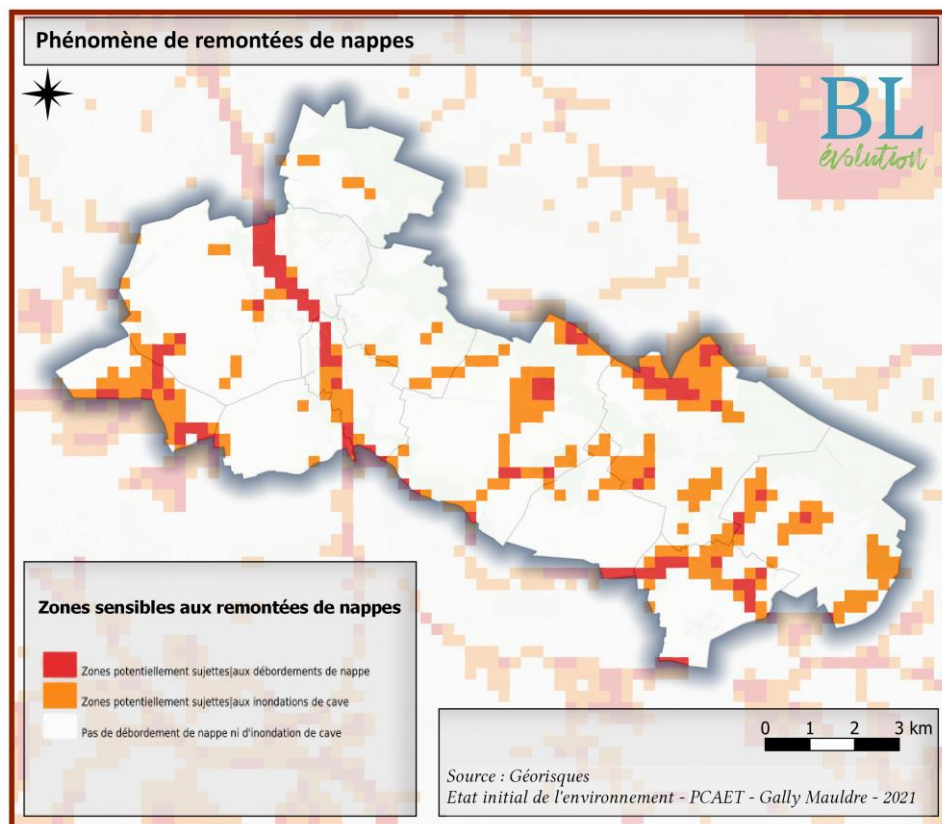 Phénomène de remontées de nappes
BL
évolution
Zones sensibles aux remontées de nappes
Zones potentiellement sujettes|aux débordements de nappe
Zones potentiellement sujettes|aux inondations de cave
Pas de débordement de nappe ni d'inondation de cave
0 1 2 3 km
Source : Géorisques
Etat initial de l'environnement - PCAET - Gally Mauldre - 2021